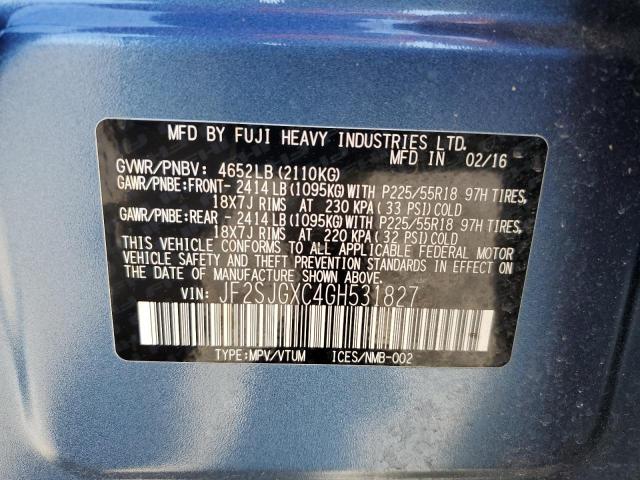 MFD BY FUJI HEAVY INDUSTRIES LTD.
MFD IN 02/16
GVWR/PNBV: 4652LB (2110KG)
GAWR/PNBE:FRONT- 2414 LB(1095KG)WITH P225/55R18 97H TIRES,
18X7J RIMS AT 230 KPA(33 PSI)COLD
GAWR/PNBE:REAR - 2414 LB(1095KG)WITH P225/55R18 97H TIRES,
18X7J RIMS AT 220 KPA(32 PSI)COLD
THIS VEHICLE CONFORMS TO ALL APPLICABLE FEDERAL MOTOR
VEHICLE SAFETY AND THEFT PREVENTION STANDARDS IN EFFECT ON
THE DATE OF MANUFACTURE SHOWN ABOVE.
VIN: JF2SJGXC4GH531827
TYPE:MPV/VTUM ICES/NMB-002